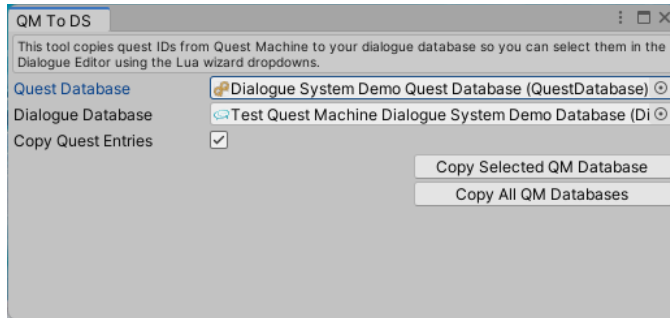 QM To DS
This tool copies quest IDs from Quest Machine to your dialogue database so you can select them in the
Dialogue Editor using the Lua wizard dropdowns.
Quest Database Dialogue System Demo Quest Database (QuestDatabase)
Dialogue Database Test Quest Machine Dialogue System Demo Database (Di
Copy Quest Entries
Copy Selected QM Database
Copy All QM Databases